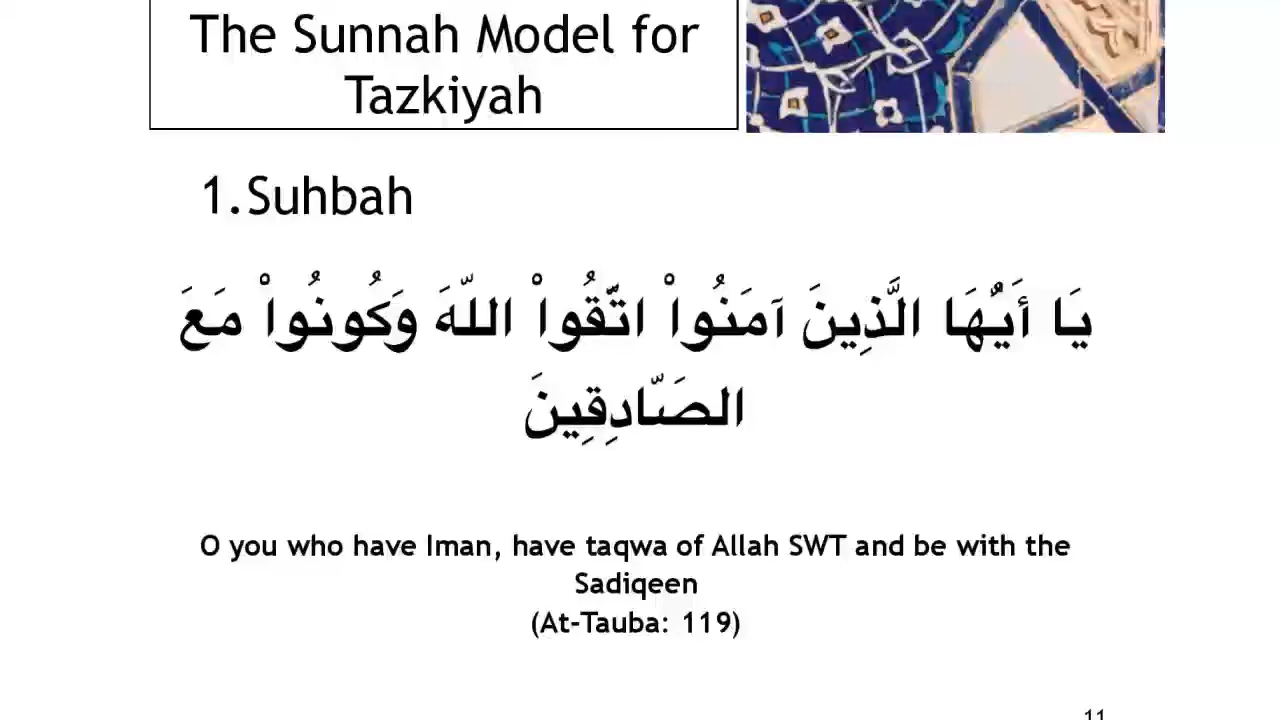 The Sunnah Model for
Tazkiyah
1.Suhbah
يَا أَيُّهَا الَّذِينَ آمَنُواْ اتَّقُواْ اللّهَ وَكُونُواْ مَعَ
الصَّادِقِينَ
O you who have Iman, have taqwa of Allah SWT and be with the
Sadiqeen
(At-Tauba: 119)
11